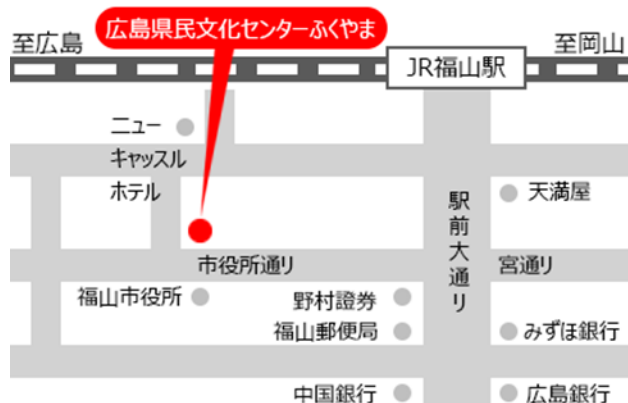 広島県民文化センターふくやま
至広島
至岡山
JR福山駅
ニュー
キャッスル
ホテル
駅前大通り
天満屋
市役所通り
宮通り
福山市役所
野村證券
福山郵便局
みずほ銀行
中国銀行
広島銀行